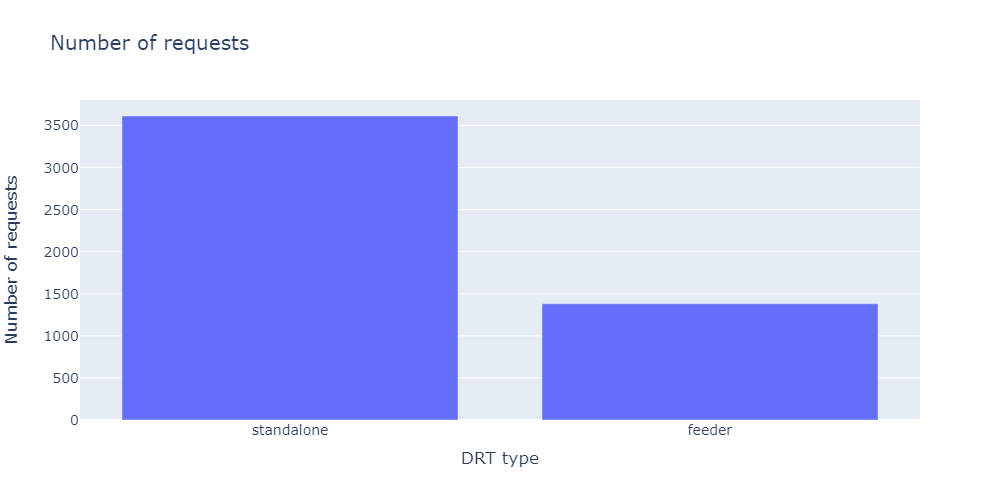 Number of requests
Number of requests
3500
3000
2500
2000
1500
1000
500
0
standalone
feeder
DRT type